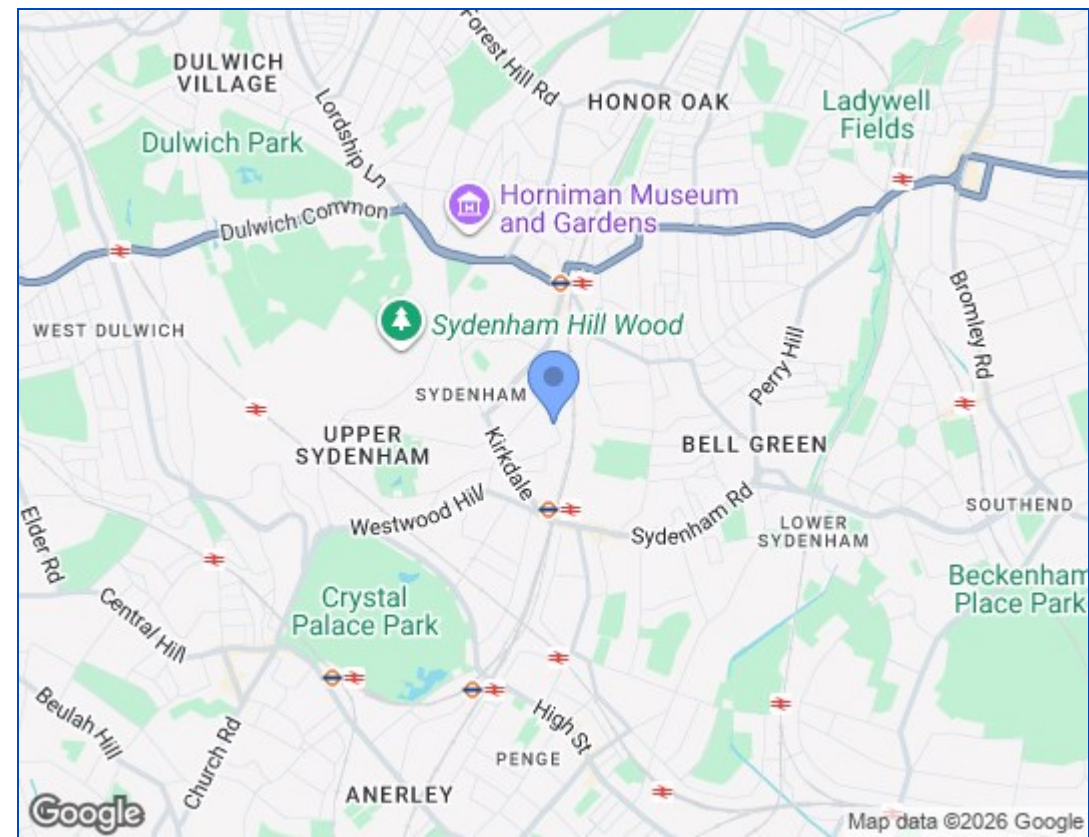 DULWICH
VILLAGE
Forest Hill Rd
HONOR OAK
Ladywell
Fields
Dulwich Park
Lordship Ln
Horniman Museum
and Gardens
Dulwich Common
WEST DULWICH
Sydenham Hill Wood
Bromley Rd
Perry Hill
SYDENHAM
UPPER
SYDENHAM
Kirkdale
BELL GREEN
Westwood Hill
Sydenham Rd
SOUTHEND
LOWER
SYDENHAM
Elder Rd
Crystal
Palace Park
Beckenham
Place Park
Central Hill
Beulah Hill
Church Rd
High St
PENGE
ANERLEY
Google
Map data ©2026 Google